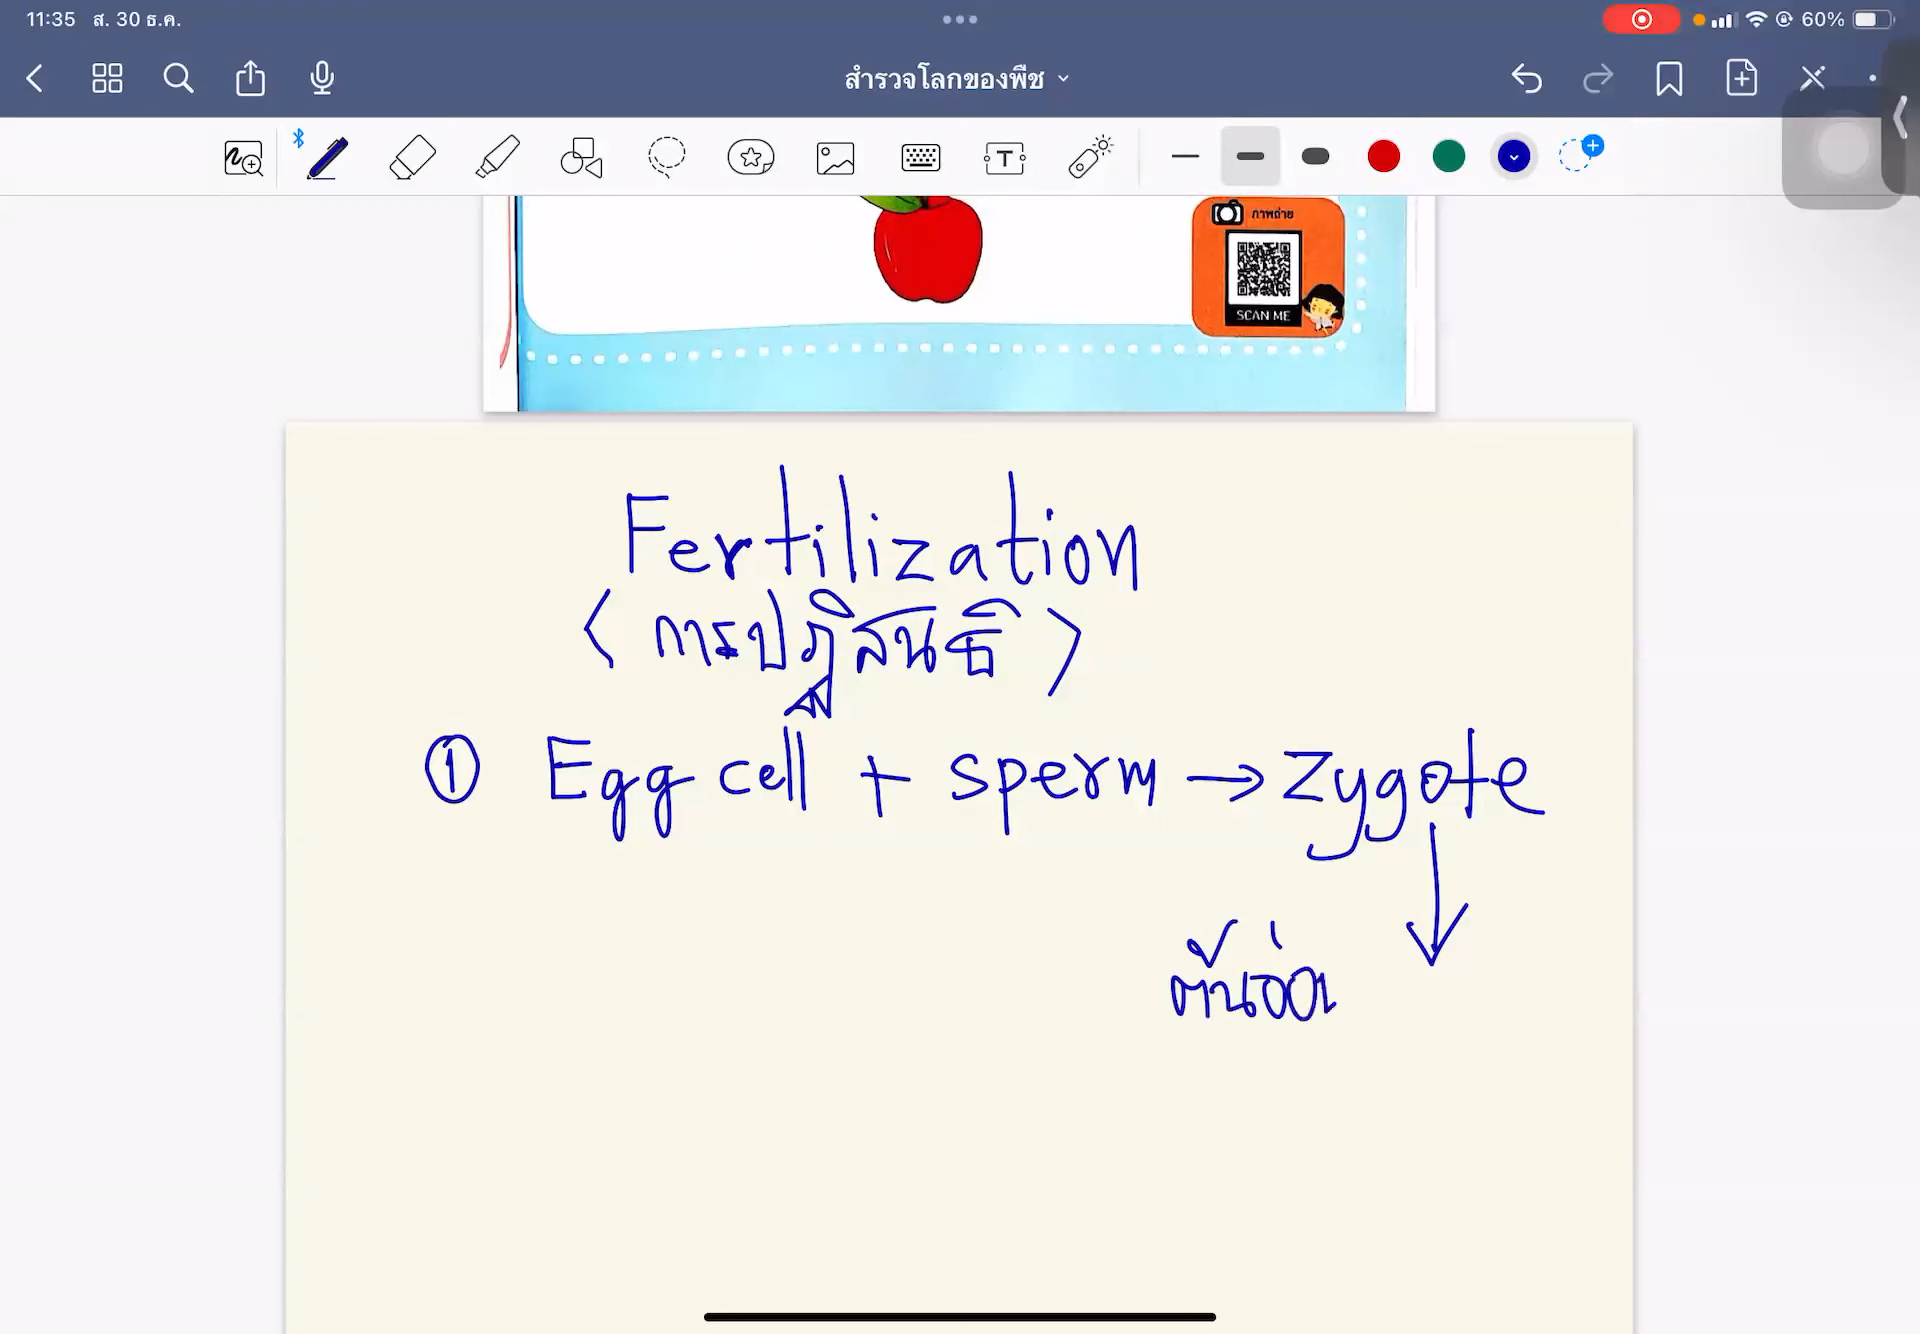 11:35 ส. 30 ธ.ค.
60%
สำรวจโลกของพืช
T
ภาพถ่าย
SCAN ME
Fertilization
< การปฏิสนธิ >
① Egg cell + sperm → zygote
ต้นอ่อน